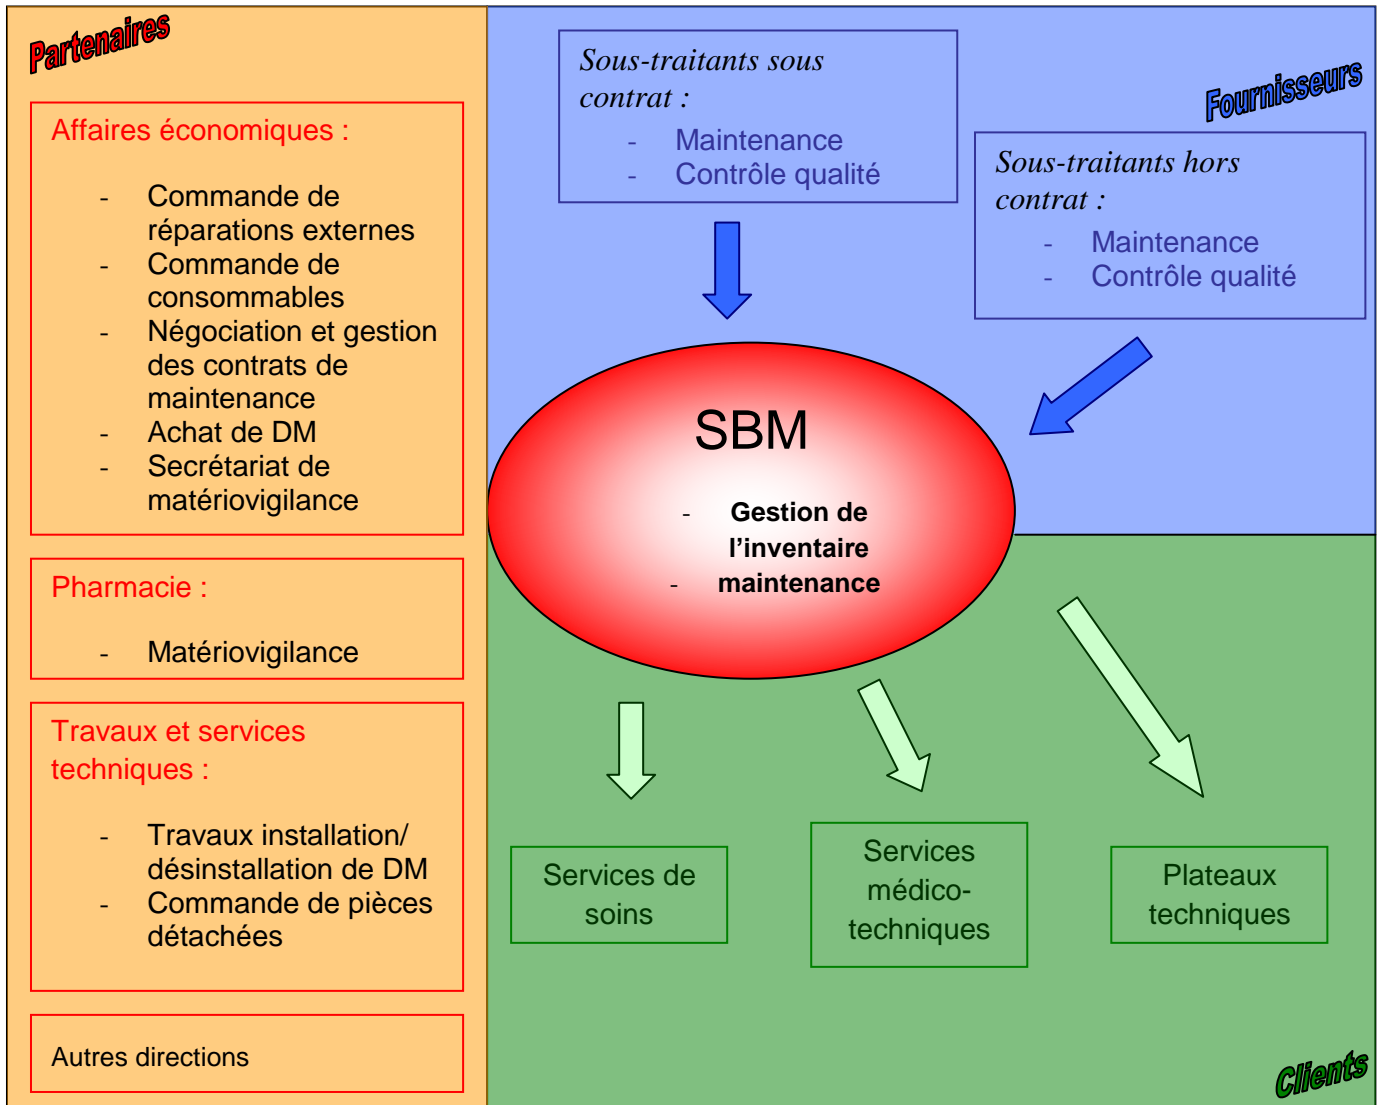 Partenaires
Affaires économiques :
- Commande de
réparations externes
- Commande de
consommables
- Négociation et gestion
des contrats de
maintenance
- Achat de DM
- Secrétariat de
matériovigilance
Pharmacie :
- Matériovigilance
Travaux et services
techniques :
- Travaux installation/
désinstallation de DM
- Commande de pièces
détachées
Autres directions
Sous-traitants sous
contrat :
- Maintenance
- Contrôle qualité
Fournisseurs
Sous-traitants hors
contrat :
- Maintenance
- Contrôle qualité
SBM
- Gestion de
l’inventaire
- maintenance
Services de
soins
Services
médico-
techniques
Plateaux
techniques
Clients